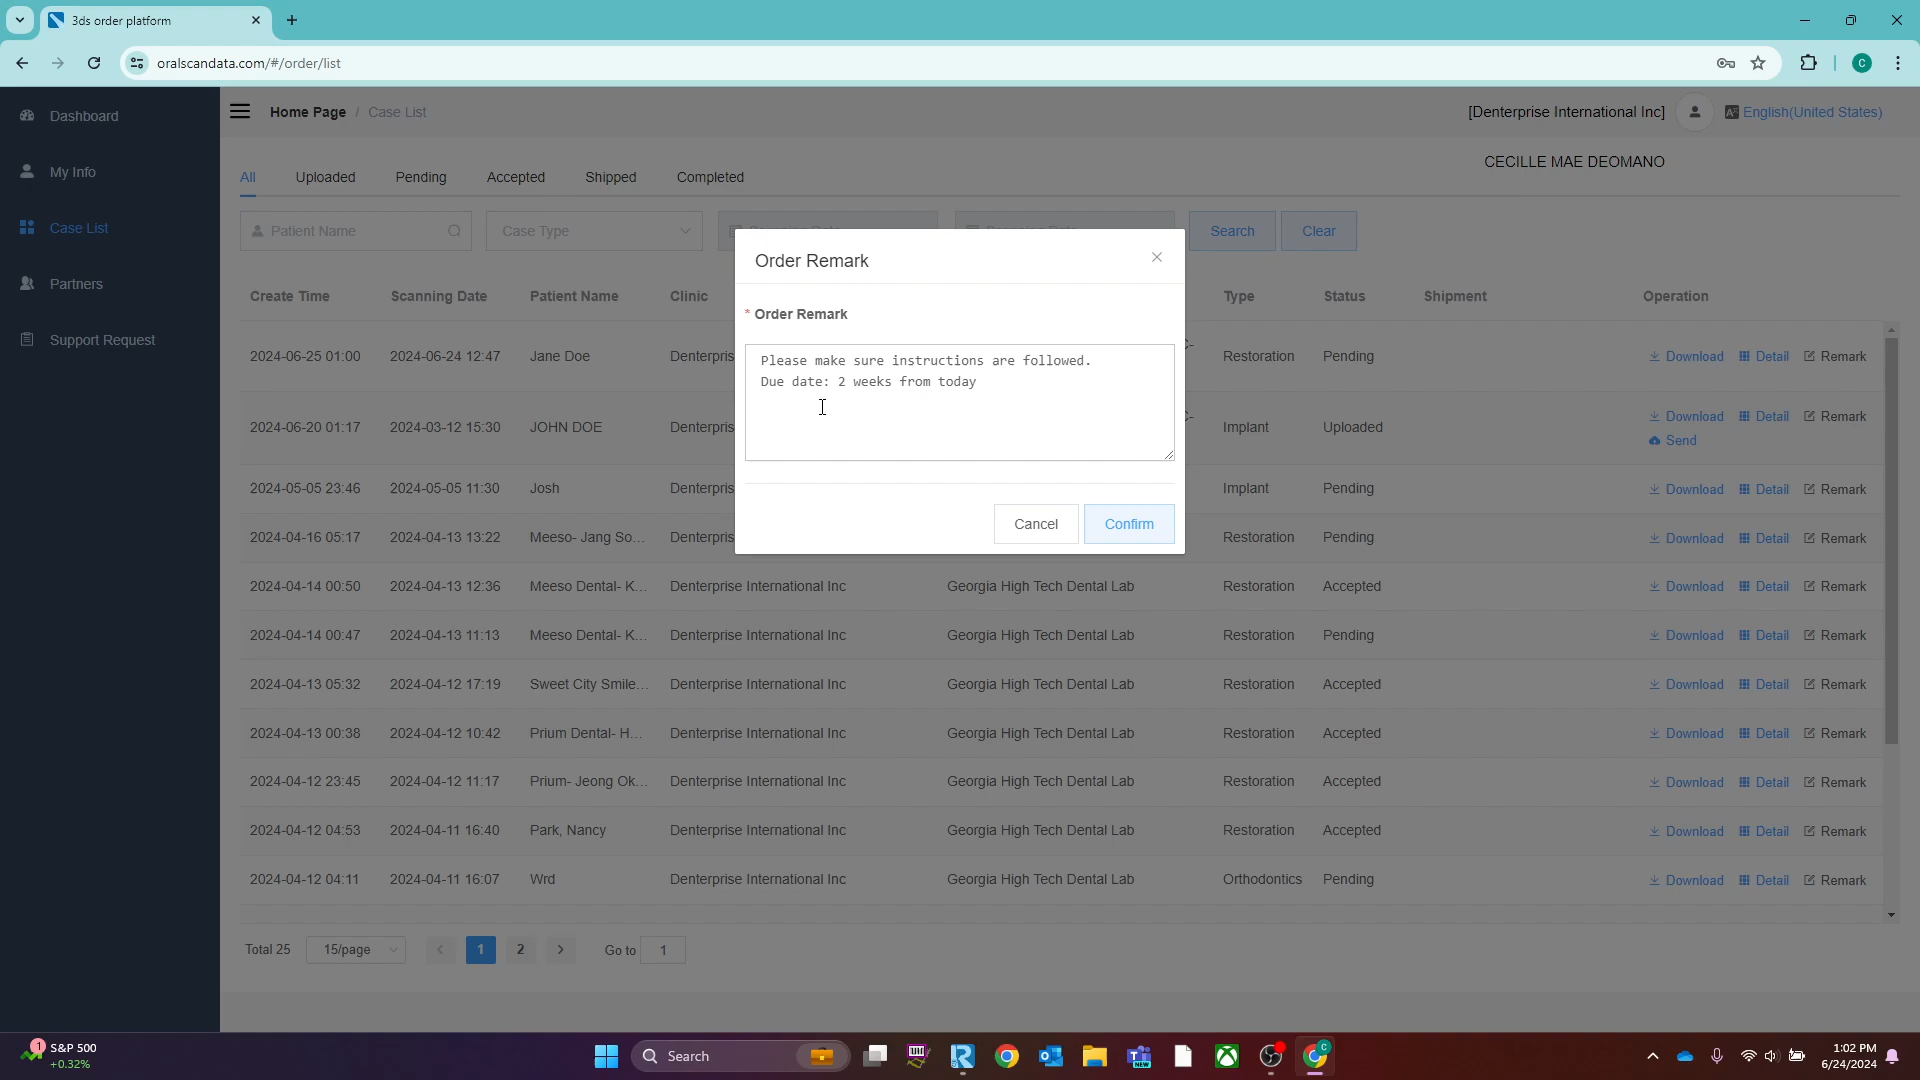 3ds order platform
oralscandata.com/#/order/list
C
Dashboard
My Info
Case List
Partners
Support Request
Home Page / Case List
[Denterprise International Inc]
English(United States)
CECILLE MAE DEOMANO
All Uploaded Pending Accepted Shipped Completed
Patient Name Case Type Search Clear
Create Time Scanning Date Patient Name Clinic Type Status Shipment Operation
2024-06-25 01:00 2024-06-24 12:47 Jane Doe Denterpris Restoration Pending Download Detail Remark
2024-06-20 01:17 2024-03-12 15:30 JOHN DOE Denterpris Implant Uploaded Download Detail Remark
Send
2024-05-05 23:46 2024-05-05 11:30 Josh Denterpris Implant Pending Download Detail Remark
2024-04-16 05:17 2024-04-13 13:22 Meeso- Jang So... Denterpris Restoration Pending Download Detail Remark
2024-04-14 00:50 2024-04-13 12:36 Meeso Dental- K... Denterprise International Inc Georgia High Tech Dental Lab Restoration Accepted Download Detail Remark
2024-04-14 00:47 2024-04-13 11:13 Meeso Dental- K... Denterprise International Inc Georgia High Tech Dental Lab Restoration Pending Download Detail Remark
2024-04-13 05:32 2024-04-12 17:19 Sweet City Smile... Denterprise International Inc Georgia High Tech Dental Lab Restoration Accepted Download Detail Remark
2024-04-13 00:38 2024-04-12 10:42 Prium Dental- H... Denterprise International Inc Georgia High Tech Dental Lab Restoration Accepted Download Detail Remark
2024-04-12 23:45 2024-04-12 11:17 Prium- Jeong Ok... Denterprise International Inc Georgia High Tech Dental Lab Restoration Accepted Download Detail Remark
2024-04-12 04:53 2024-04-11 16:40 Park, Nancy Denterprise International Inc Georgia High Tech Dental Lab Restoration Accepted Download Detail Remark
2024-04-12 04:11 2024-04-11 16:07 Wrd Denterprise International Inc Georgia High Tech Dental Lab Orthodontics Pending Download Detail Remark
Order Remark
* Order Remark
Please make sure instructions are followed.
Due date: 2 weeks from today
Cancel Confirm
Total 25 15/page 1 2 Go to 1
1 S&P 500
+0.32%
Search
1:02 PM
6/24/2024